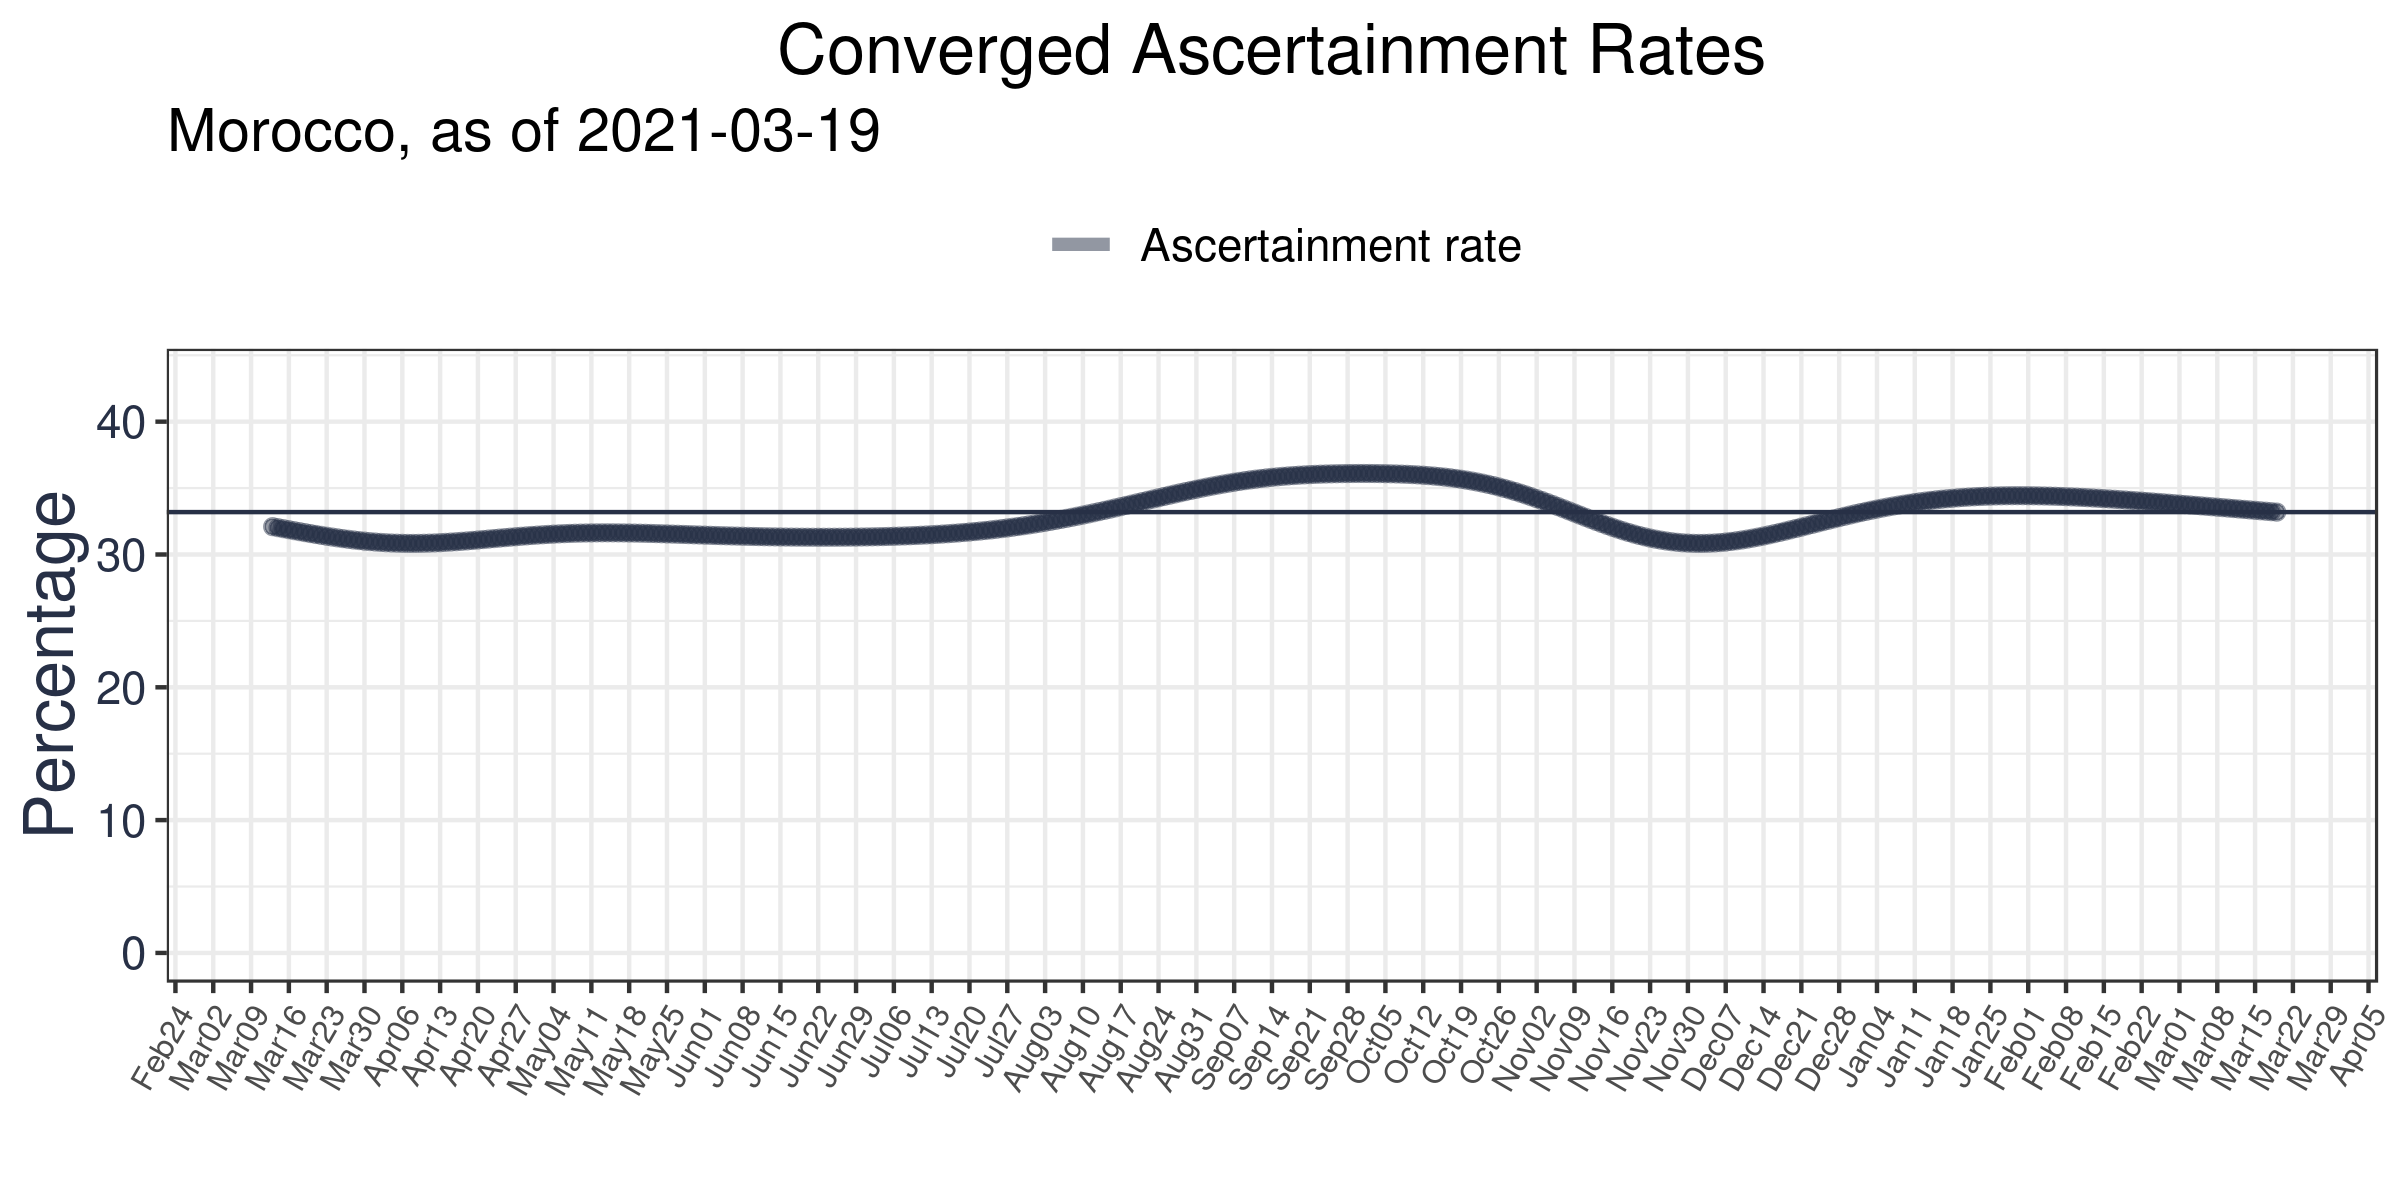 Converged Ascertainment Rates
Morocco, as of 2021-03-19
Ascertainment rate
Percentage
40
30
20
10
0
Feb24 Mar02 Mar09 Mar16 Mar23 Mar30 Apr06 Apr13 Apr20 Apr27 May04 May11 May18 May25 Jun01 Jun08 Jun15 Jun22 Jun29 Jul06 Jul13 Jul20 Jul27 Aug03 Aug10 Aug17 Aug24 Aug31 Sep07 Sep14 Sep21 Sep28 Oct05 Oct12 Oct19 Oct26 Nov02 Nov09 Nov16 Nov23 Nov30 Dec07 Dec14 Dec21 Dec28 Jan04 Jan11 Jan18 Jan25 Feb01 Feb08 Feb15 Feb22 Mar01 Mar08 Mar15 Mar22 Mar29 Apr05